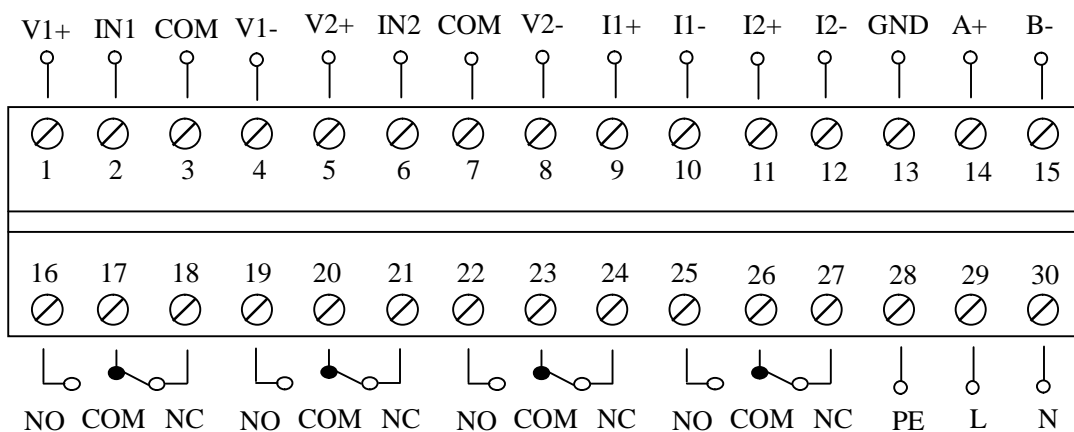 V1+ IN1 COM V1- V2+ IN2 COM V2- I1+ I1- I2+ I2- GND A+ B-
1 2 3 4 5 6 7 8 9 10 11 12 13 14 15
16 17 18 19 20 21 22 23 24 25 26 27 28 29 30
NO COM NC NO COM NC NO COM NC NO COM NC PE L N